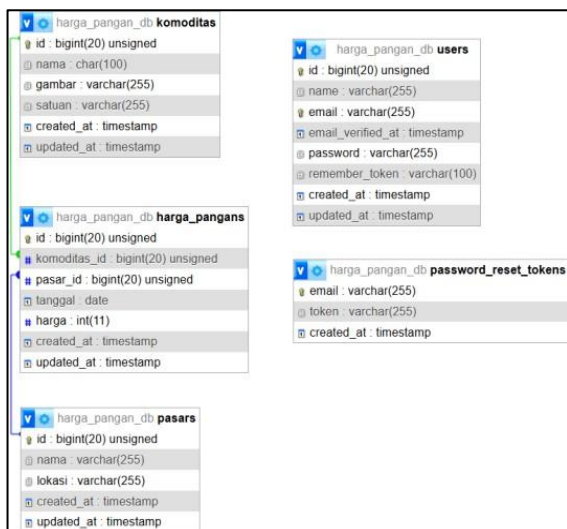 harga_pangan_db komoditas
id : bigint(20) unsigned
nama : char(100)
gambar : varchar(255)
satuan : varchar(255)
created_at : timestamp
updated_at : timestamp
harga_pangan_db harga_pangans
id : bigint(20) unsigned
komoditas_id : bigint(20) unsigned
pasar_id : bigint(20) unsigned
tanggal : date
harga : int(11)
created_at : timestamp
updated_at : timestamp
harga_pangan_db pasars
id : bigint(20) unsigned
nama : varchar(255)
lokasi : varchar(255)
created_at : timestamp
updated_at : timestamp
harga_pangan_db users
id : bigint(20) unsigned
name : varchar(255)
email : varchar(255)
email_verified_at : timestamp
password : varchar(255)
remember_token : varchar(100)
created_at : timestamp
updated_at : timestamp
harga_pangan_db password_reset_tokens
email : varchar(255)
token : varchar(255)
created_at : timestamp